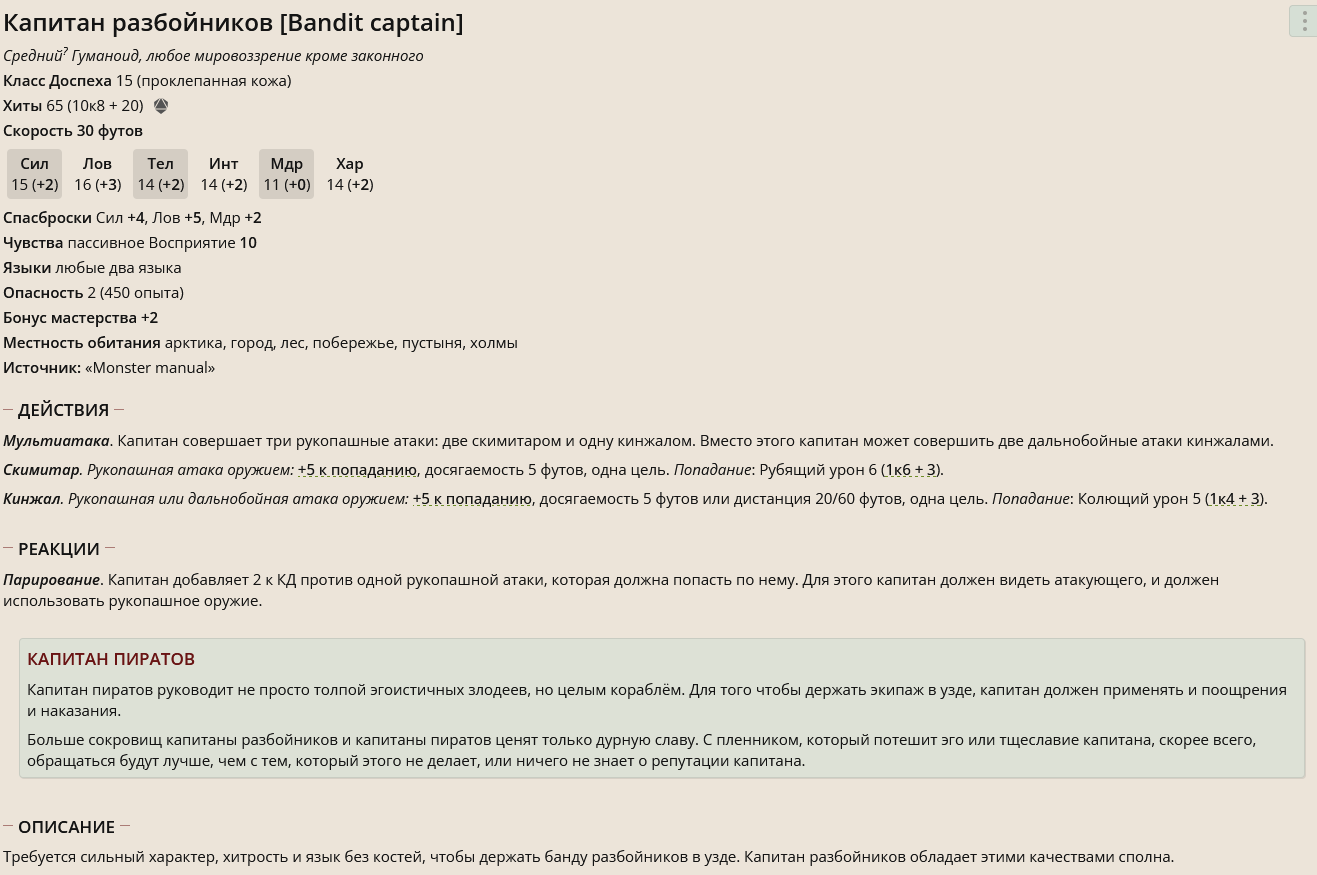 Капитан разбойников [Bandit captain]
Средний? Гуманоид, любое мировоззрение кроме законного
Класс Доспеха 15 (проклепанная кожа)
Хиты 65 (10к8 + 20)
Скорость 30 футов
Сил Лов Тел Инт Мдр Хар
15 (+2) 16 (+3) 14 (+2) 14 (+2) 11 (+0) 14 (+2)
Спасброски Сил +4, Лов +5, Мдр +2
Чувства пассивное Восприятие 10
Языки любые два языка
Опасность 2 (450 опыта)
Бонус мастерства +2
Местность обитания арктика, город, лес, побережье, пустыня, холмы
Источник: «Monster manual»
ДЕЙСТВИЯ
Мультиатака. Капитан совершает три рукопашные атаки: две скимитаром и одну кинжалом. Вместо этого капитан может совершить две дальнобойные атаки кинжалами.
Скимитар. Рукопашная атака оружием: +5 к попаданию, досягаемость 5 футов, одна цель. Попадание: Рубящий урон 6 (1к6 + 3).
Кинжал. Рукопашная или дальнобойная атака оружием: +5 к попаданию, досягаемость 5 футов или дистанция 20/60 футов, одна цель. Попадание: Колющий урон 5 (1к4 + 3).
РЕАКЦИИ
Парирование. Капитан добавляет 2 к КД против одной рукопашной атаки, которая должна попасть по нему. Для этого капитан должен видеть атакующего, и должен
использовать рукопашное оружие.
КАПИТАН ПИРАТОВ
Капитан пиратов руководит не просто толпой эгоистичных злодеев, но целым кораблём. Для того чтобы держать экипаж в узде, капитан должен применять и поощрения
и наказания.
Больше сокровищ капитаны разбойников и капитаны пиратов ценят только дурную славу. С пленником, который потешит эго или тщеславие капитана, скорее всего,
обращаться будут лучше, чем с тем, который этого не делает, или ничего не знает о репутации капитана.
ОПИСАНИЕ
Требуется сильный характер, хитрость и язык без костей, чтобы держать банду разбойников в узде. Капитан разбойников обладает этими качествами сполна.